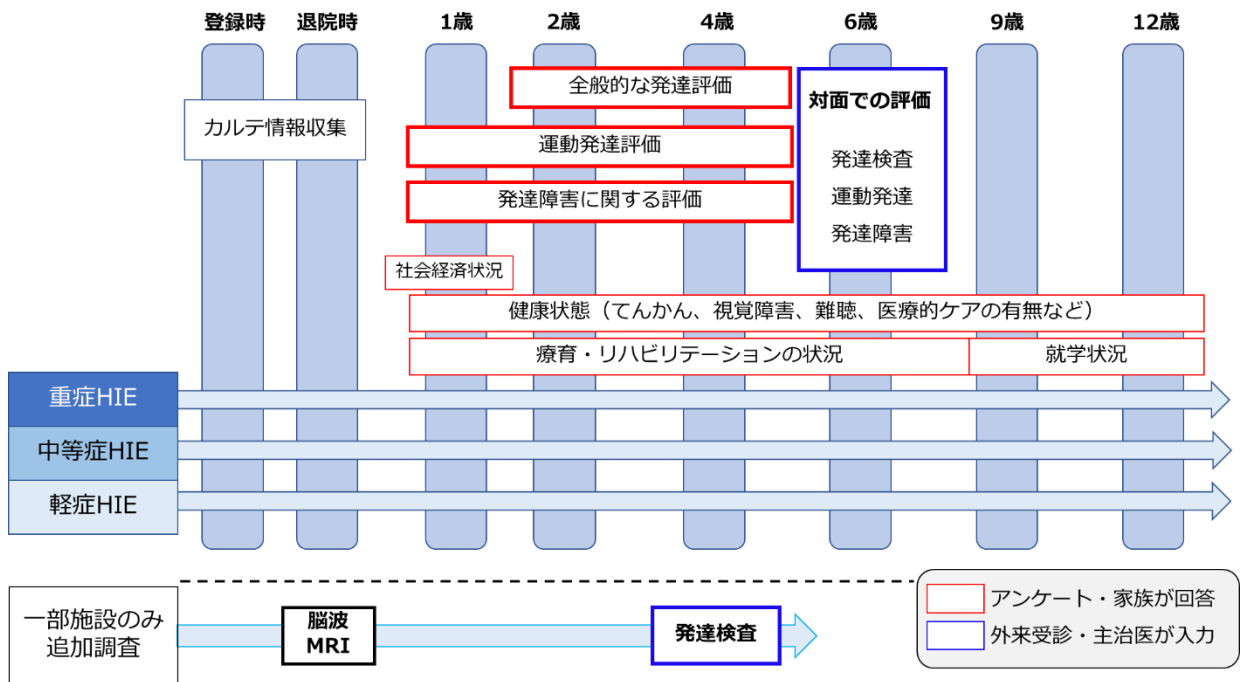 登録時 退院時 1歳 2歳 4歳 6歳 9歳 12歳
カルテ情報収集
全般的な発達評価
運動発達評価
発達障害に関する評価
対面での評価
発達検査
運動発達
発達障害
社会経済状況
健康状態（てんかん、視覚障害、難聴、医療的ケアの有無など）
療育・リハビリテーションの状況
就学状況
重症HIE
中等症HIE
軽症HIE
一部施設のみ
追加調査
脳波
MRI
発達検査
アンケート・家族が回答
外来受診・主治医が入力